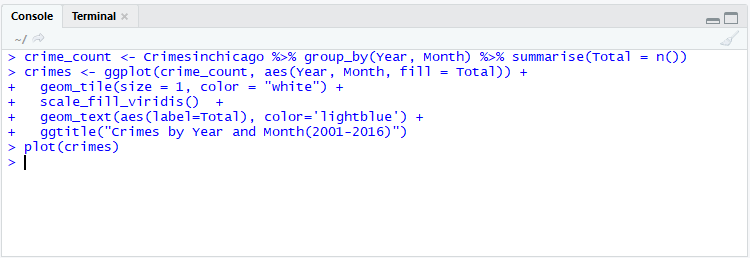 Console Terminal ×
~/
> crime_count <- Crimesinchicago %>% group_by(Year, Month) %>% summarise(Total = n())
> crimes <- ggplot(crime_count, aes(Year, Month, fill = Total)) +
+   geom_tile(size = 1, color = "white") +
+   scale_fill_viridis()  +
+   geom_text(aes(label=Total), color='lightblue') +
+   ggtitle("Crimes by Year and Month(2001-2016)")
> plot(crimes)
>